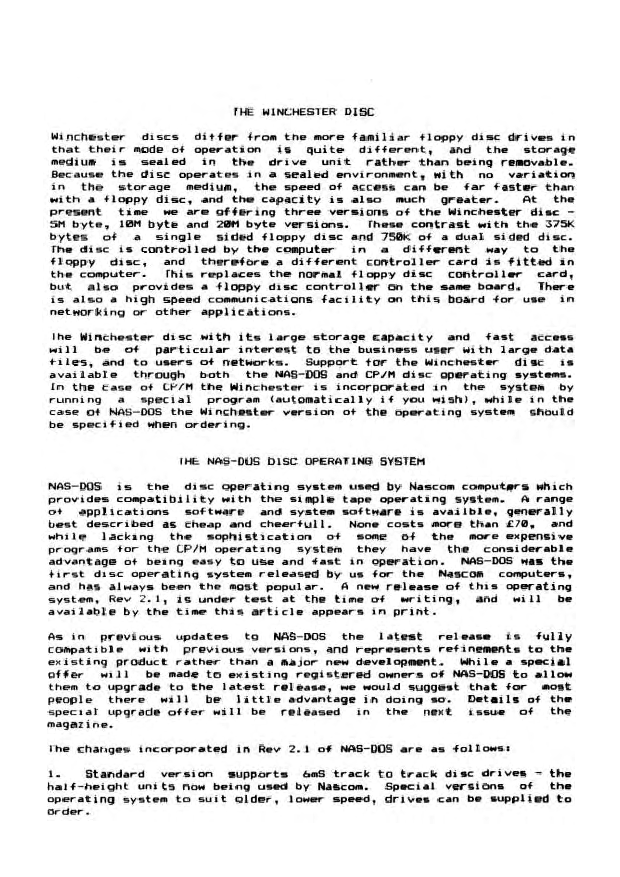 THE WINCHESTER DISC
Winchester discs differ from the more familiar floppy disc drives in
that their mode of operation is quite different, and the storage
medium is sealed in the drive unit rather than being removable.
Because the disc operates in a sealed environment, with no variation
in the storage medium, the speed of access can be far faster than
with a floppy disc, and the capacity is also much greater. At the
present time we are offering three versions of the Winchester disc -
5M byte, 10M byte and 20M byte versions. These contrast with the 375K
bytes of a single sided floppy disc and 750K of a dual sided disc.
The disc is controlled by the computer in a different way to the
floppy disc, and therefore a different controller card is fitted in
the computer. This replaces the normal floppy disc controller card,
but also provides a floppy disc controller on the same board. There
is also a high speed communications facility on this board for use in
networking or other applications.
The Winchester disc with its large storage capacity and fast access
will be of particular interest to the business user with large data
files, and to users of networks. Support for the Winchester disc is
available through both the NAS-DOS and CP/M disc operating systems.
In the case of CP/M the Winchester is incorporated in the system by
running a special program (automatically if you wish), while in the
case of NAS-DOS the Winchester version of the operating system should
be specified when ordering.
THE NAS-DOS DISC OPERATING SYSTEM
NAS-DOS is the disc operating system used by Nascom computers which
provides compatibility with the simple tape operating system. A range
of applications software and system software is availble, generally
best described as cheap and cheerfull. None costs more than £70, and
while lacking the sophistication of some of the more expensive
programs for the CP/M operating system they have the considerable
advantage of being easy to use and fast in operation. NAS-DOS was the
first disc operating system released by us for the Nascom computers,
and has always been the most popular. A new release of this operating
system, Rev 2.1, is under test at the time of writing, and will be
available by the time this article appears in print.
As in previous updates to NAS-DOS the latest release is fully
compatible with previous versions, and represents refinements to the
existing product rather than a major new development. While a special
offer will be made to existing registered owners of NAS-DOS to allow
them to upgrade to the latest release, we would suggest that for most
people there will be little advantage in doing so. Details of the
special upgrade offer will be released in the next issue of the
magazine.
The changes incorporated in Rev 2.1 of NAS-DOS are as follows:
1. Standard version supports 6mS track to track disc drives - the
half-height units now being used by Nascom. Special versions of the
operating system to suit older, lower speed, drives can be supplied to
order.